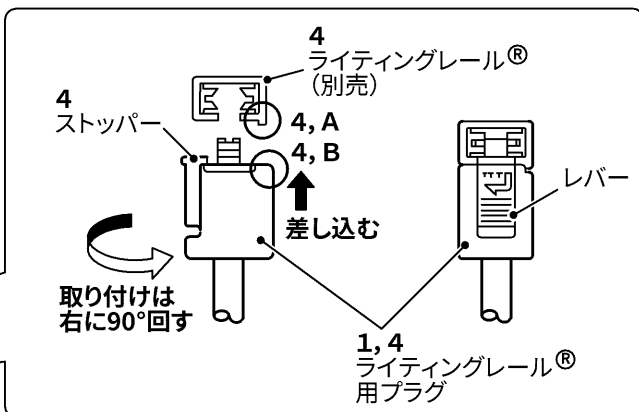 4
ライティングレール®
（別売）
4
ストッパー
4, A
4, B
差し込む
レバー
取り付けは
右に90°回す
1, 4
ライティングレール®
用プラグ